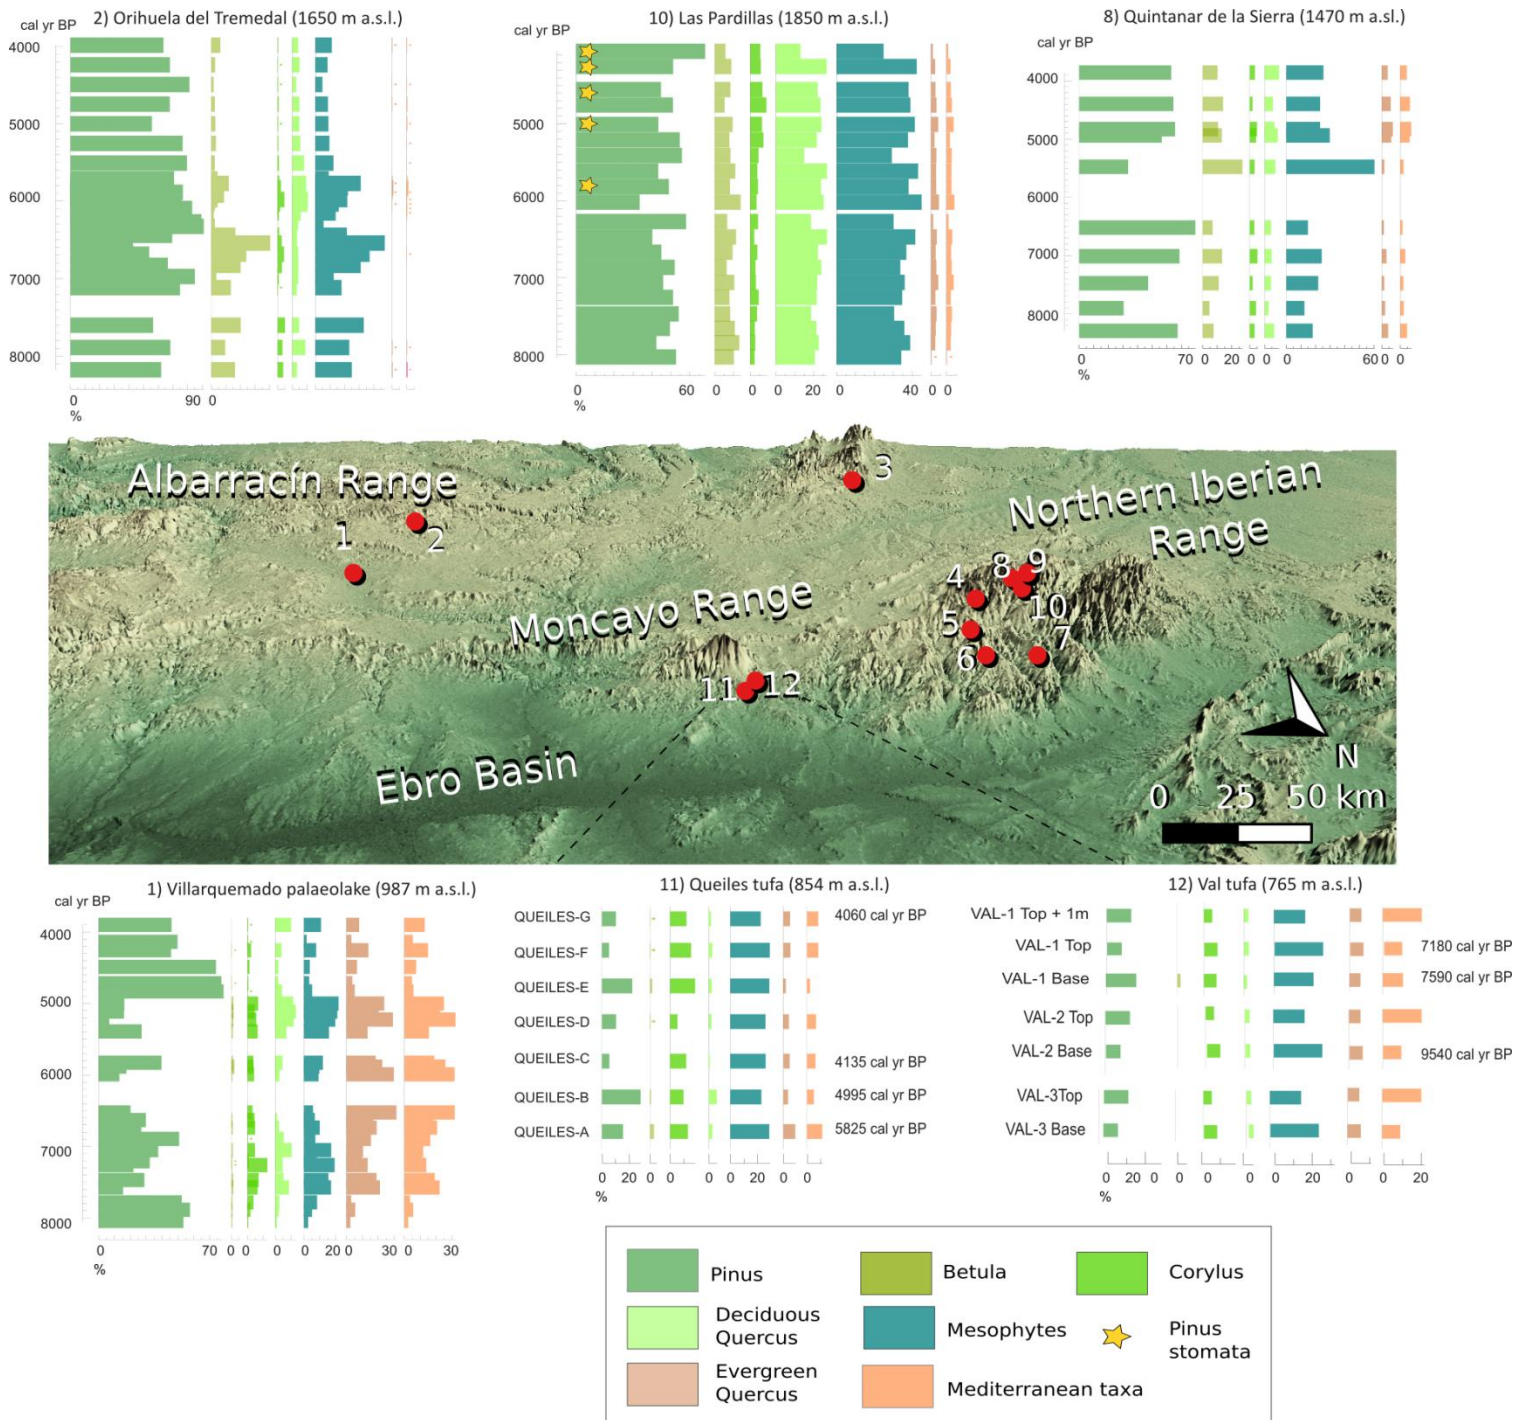 2) Orihuela del Tremedal (1650 m a.s.l.)
cal yr BP
4000
5000
6000
7000
8000
0 90 0
%
10) Las Pardillas (1850 m a.s.l.)
cal yr BP
4000
5000
6000
7000
8000
0 60 0 0 0 20 0 40 0 0
%
8) Quintanar de la Sierra (1470 m a.sl.)
cal yr BP
4000
5000
6000
7000
8000
0 70 0 20 0 0 0 60 0 0
%
Albarracín Range
1
2
3
Northern Iberian
Range
4
5
6
7
8
9
10
Moncayo Range
11
12
Ebro Basin
N
0 25 50 km
1) Villarquemado palaeolake (987 m a.s.l.)
cal yr BP
4000
5000
6000
7000
8000
0 70 0 0 0 0 20 0 30 0 30
%
11) Queiles tufa (854 m a.s.l.)
QUEILES-G 4060 cal yr BP
QUEILES-F
QUEILES-E
QUEILES-D
QUEILES-C 4135 cal yr BP
QUEILES-B 4995 cal yr BP
QUEILES-A 5825 cal yr BP
0 20 0 0 0 0 0 0
%
12) Val tufa (765 m a.s.l.)
VAL-1 Top + 1m
VAL-1 Top 7180 cal yr BP
VAL-1 Base 7590 cal yr BP
VAL-2 Top
VAL-2 Base 9540 cal yr BP
VAL-3Top
VAL-3 Base
0 20 0 0 0 0 20 0 0 20
%
Pinus
Betula
Corylus
Deciduous
Quercus
Mesophytes
Pinus
stomata
Evergreen
Quercus
Mediterranean taxa